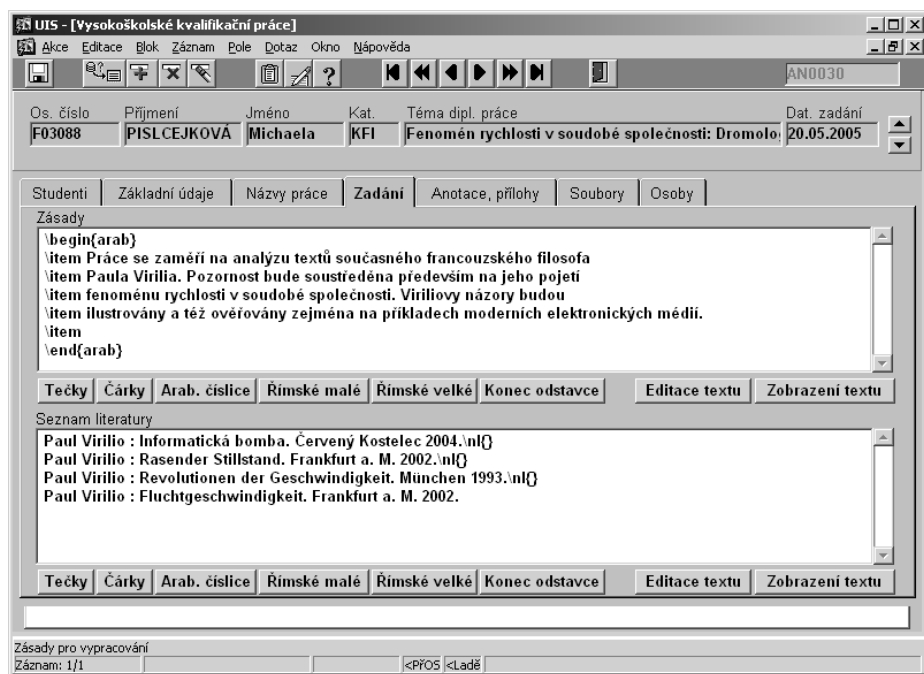 UIS - [Vysokoškolské kvalifikační práce]
Akce Editace Blok Záznam Pole Dotaz Okno Nápověda
AN0030
Os. číslo Příjmení Jméno Kat. Téma dipl. práce Dat. zadání
F03088 PISLCEJKOVÁ Michaela KFI Fenomén rychlosti v soudobé společnosti: Dromolo 20.05.2005
Studenti Základní údaje Názvy práce Zadání Anotace, přílohy Soubory Osoby
Zásady
\begin{arab}
\item Práce se zaměří na analýzu textů současného francouzského filosofa
\item Paula Virilia. Pozornost bude soustředěna především na jeho pojetí
\item fenoménu rychlosti v soudobé společnosti. Viriliovy názory budou
\item ilustrovány a též ověřovány zejména na příkladech moderních elektronických médií.
\item
\end{arab}
Tečky Čárky Arab. číslice Římské malé Římské velké Konec odstavce Editace textu Zobrazení textu
Seznam literatury
Paul Virilio : Informatická bomba. Červený Kostelec 2004.\nl{}
Paul Virilio : Rasender Stillstand. Frankfurt a. M. 2002.\nl{}
Paul Virilio : Revolutionen der Geschwindigkeit. München 1993.\nl{}
Paul Virilio : Fluchtgeschwindigkeit. Frankfurt a. M. 2002.
Tečky Čárky Arab. číslice Římské malé Římské velké Konec odstavce Editace textu Zobrazení textu
Zásady pro vypracování
Záznam: 1/1 <PřOS <Ladě